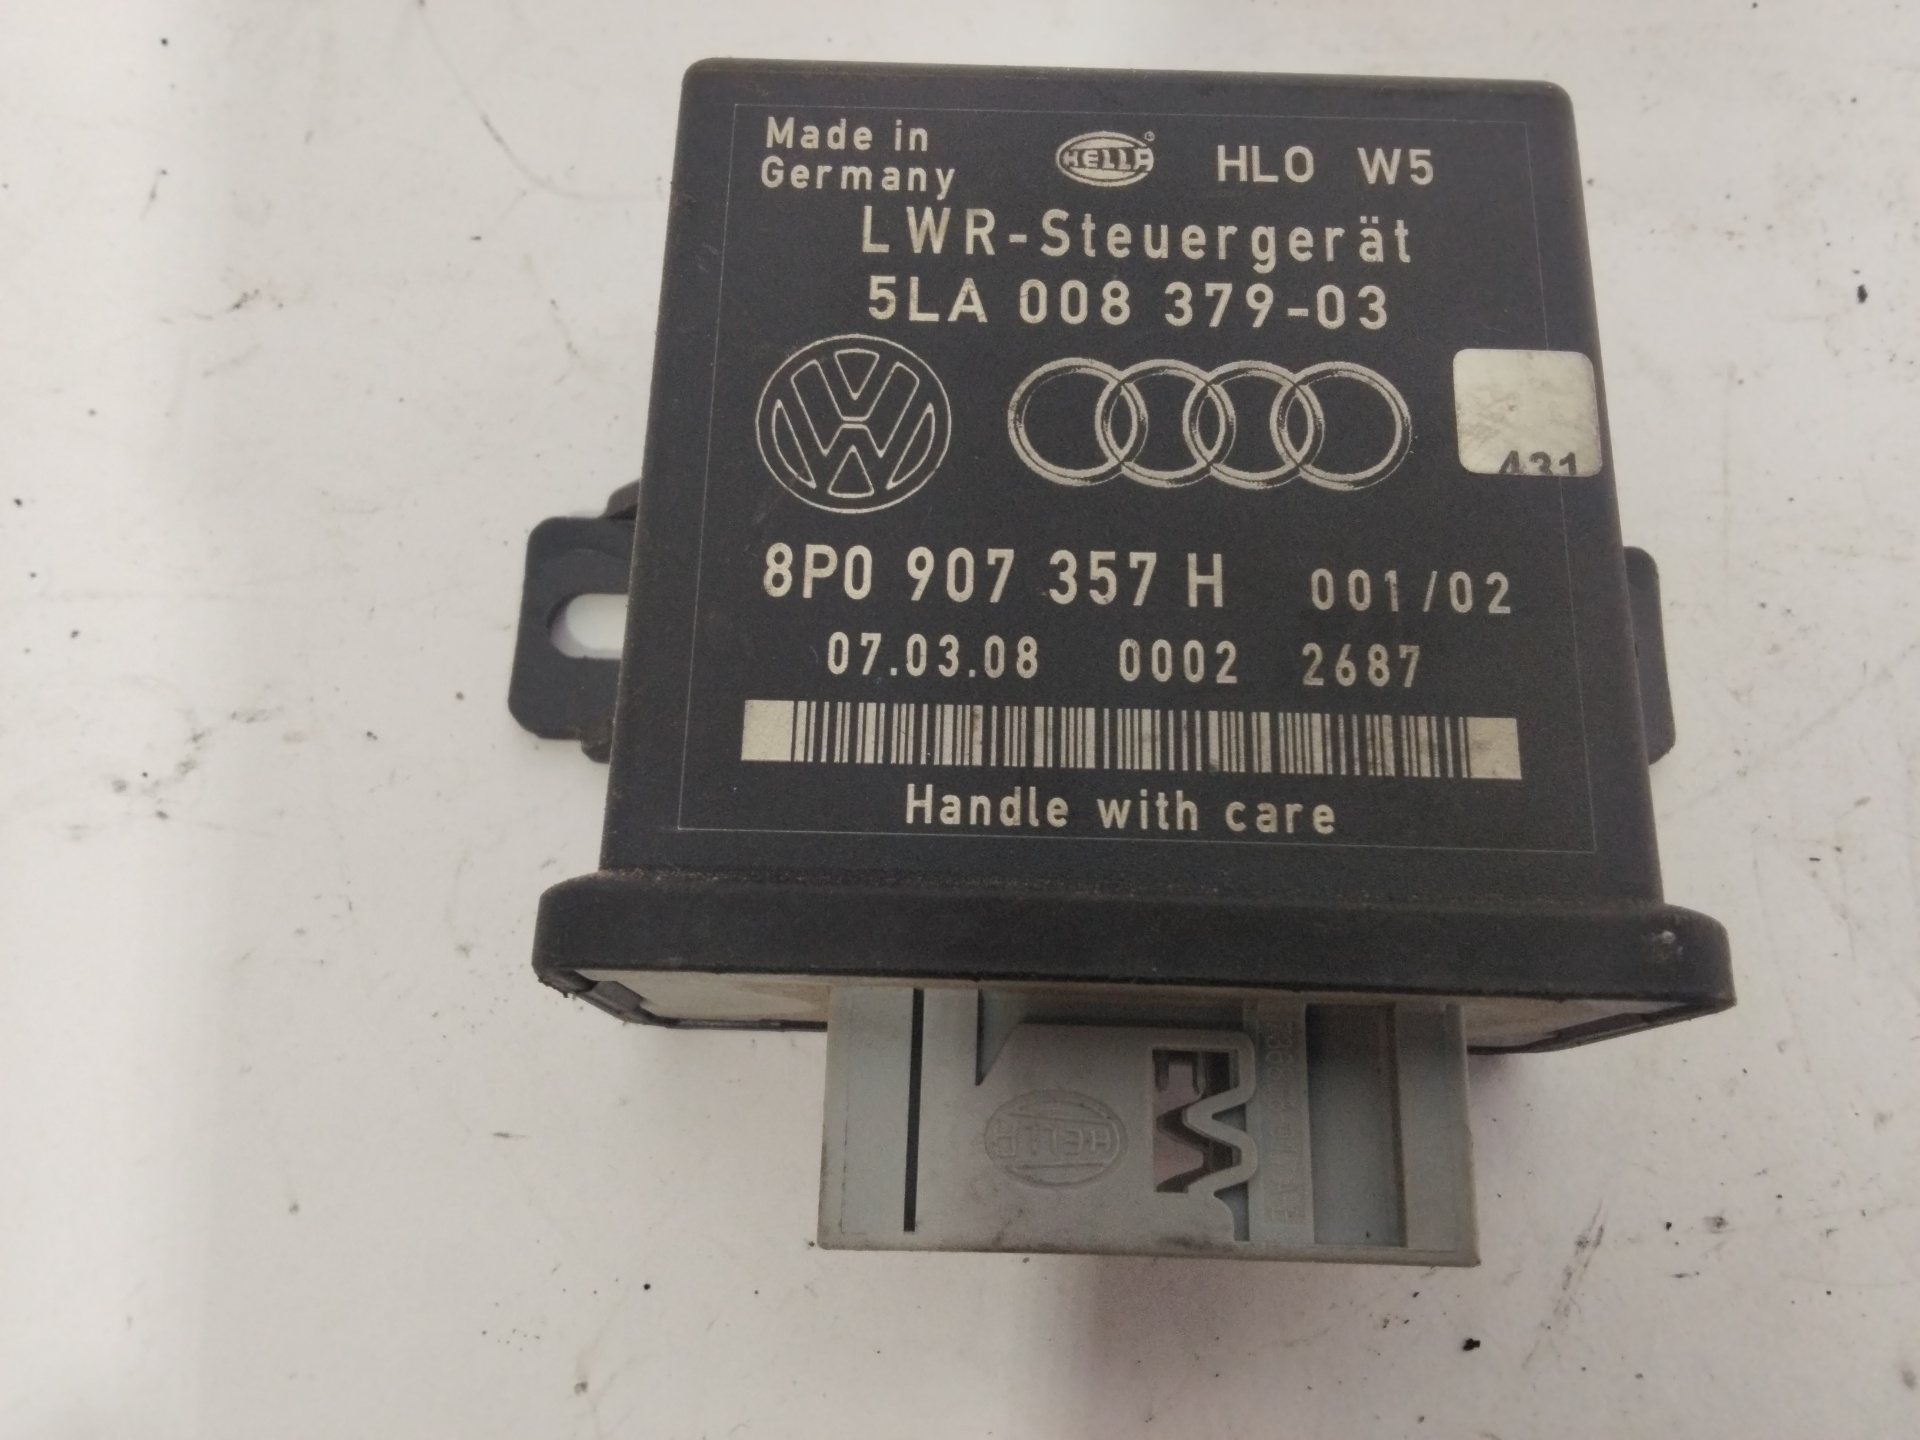 Made in
Germany
HELLA
HLO W5
LWR-Steuergerät
5LA 008 379-03
431
8P0 907 357 H 001/02
07.03.08 0002 2687
Handle with care
HELLA